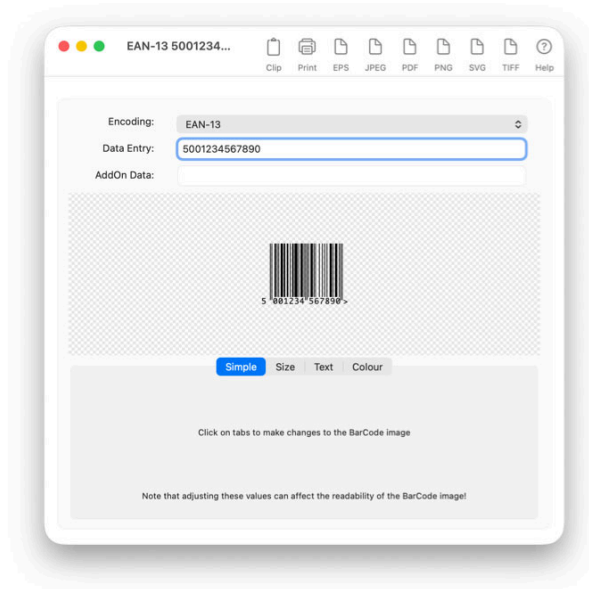 EAN-13 5001234...
Clip Print EPS JPEG PDF PNG SVG TIFF Help
Encoding: EAN-13
Data Entry: 5001234567890
AddOn Data:
5 001234 567890 >
Simple Size Text Colour
Click on tabs to make changes to the BarCode image
Note that adjusting these values can affect the readability of the BarCode image!